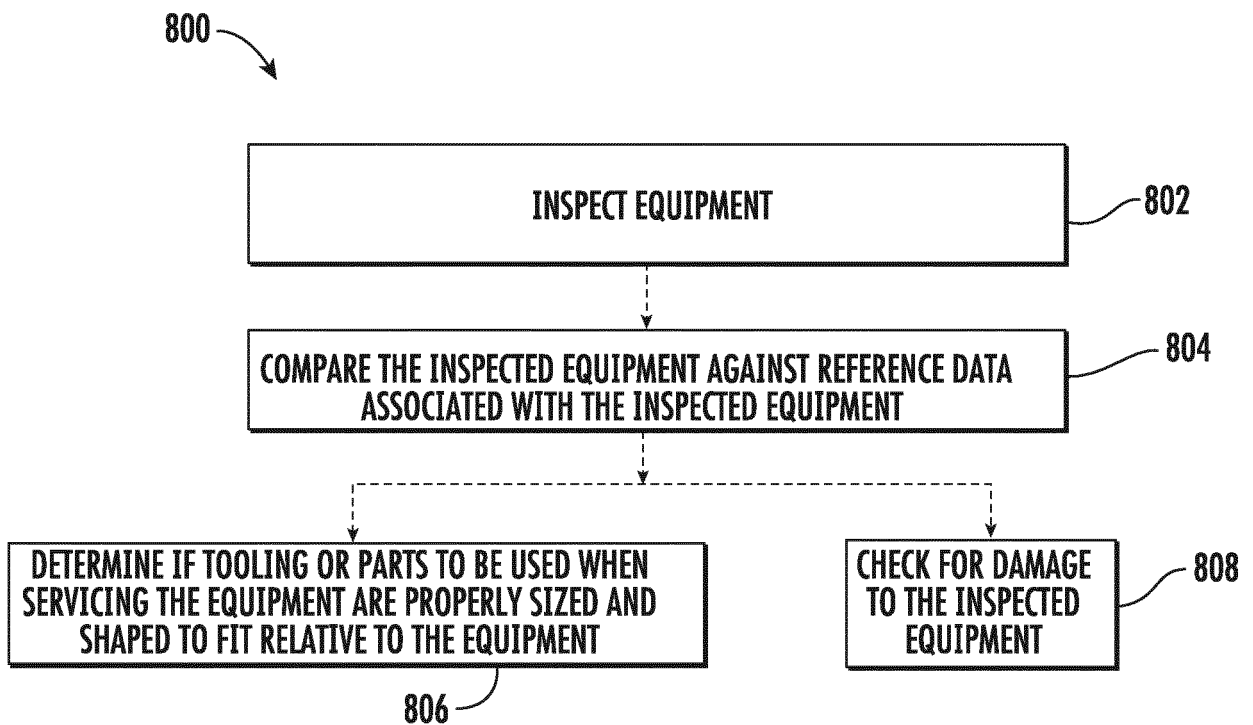 800
INSPECT EQUIPMENT
802
COMPARE THE INSPECTED EQUIPMENT AGAINST REFERENCE DATA
ASSOCIATED WITH THE INSPECTED EQUIPMENT
804
DETERMINE IF TOOLING OR PARTS TO BE USED WHEN
SERVICING THE EQUIPMENT ARE PROPERLY SIZED AND
SHAPED TO FIT RELATIVE TO THE EQUIPMENT
806
CHECK FOR DAMAGE
TO THE INSPECTED
EQUIPMENT
808